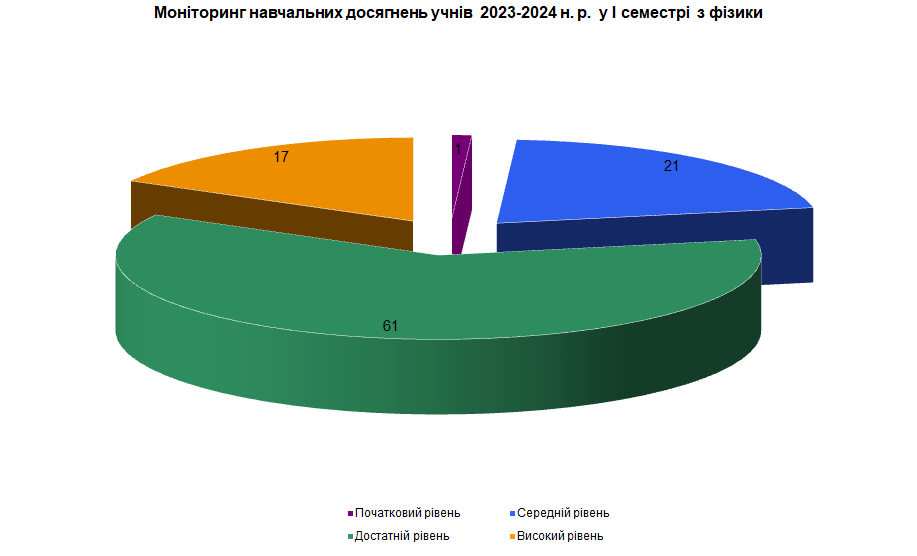 Моніторинг навчальних досягнень учнів 2023-2024 н. р. у І семестрі з фізики
17
1
21
61
Початковий рівень
Середній рівень
Достатній рівень
Високий рівень